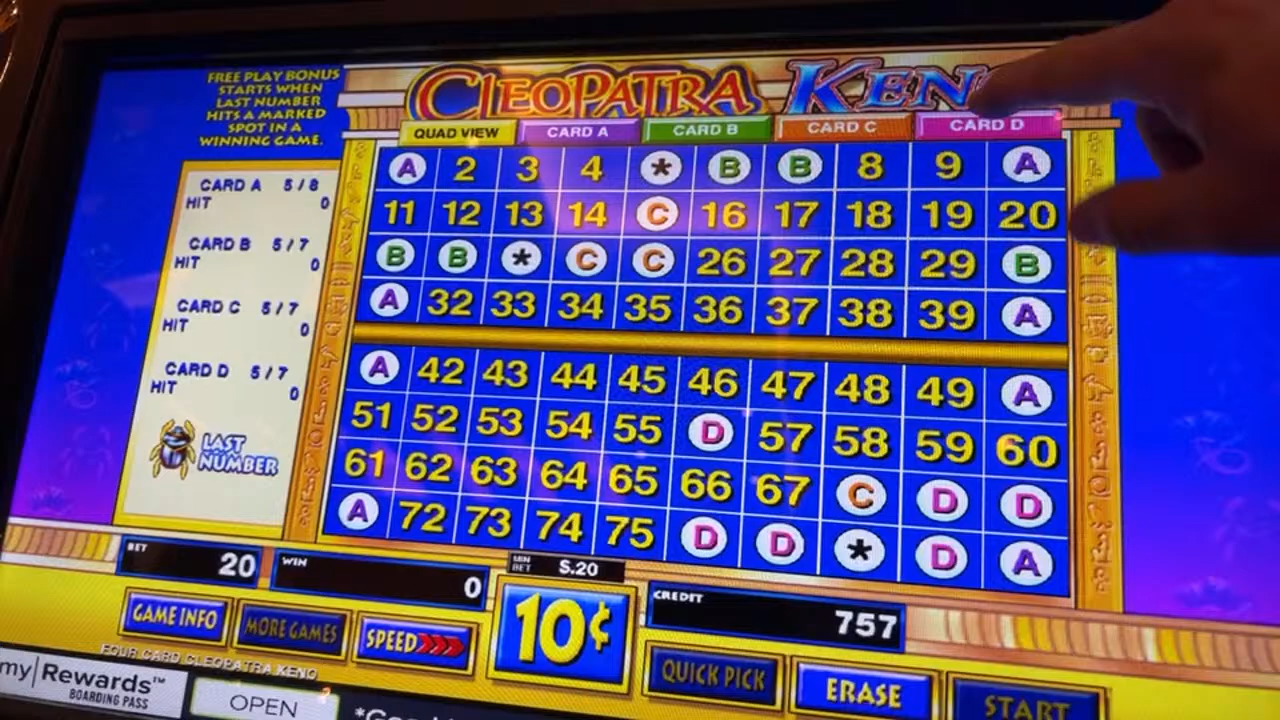 FREE PLAY BONUS
STARTS WHEN
LAST NUMBER
HITS A MARKED
SPOT IN A
WINNING GAME.
CLEOPATRA KEN
QUAD VIEW CARD A CARD B CARD C CARD D
CARD A 5/8
HIT 0
CARD B 5/7
HIT 0
CARD C 5/7
HIT 0
CARD D 5/7
HIT 0
LAST
NUMBER
A 2 3 4 * B B 8 9 A
11 12 13 14 C 16 17 18 19 20
B B * C C 26 27 28 29 B
A 32 33 34 35 36 37 38 39 A
A 42 43 44 45 46 47 48 49 A
51 52 53 54 55 D 57 58 59 60
61 62 63 64 65 66 67 C D D
A 72 73 74 75 D D * D A
BET 20
WIN 0
MIN BET $.20
10¢
CREDIT 757
GAME INFO MORE GAMES SPEED QUICK PICK ERASE START
FOUR CARD CLEOPATRA KENO
my|Rewards™
BOARDING PASS
OPEN